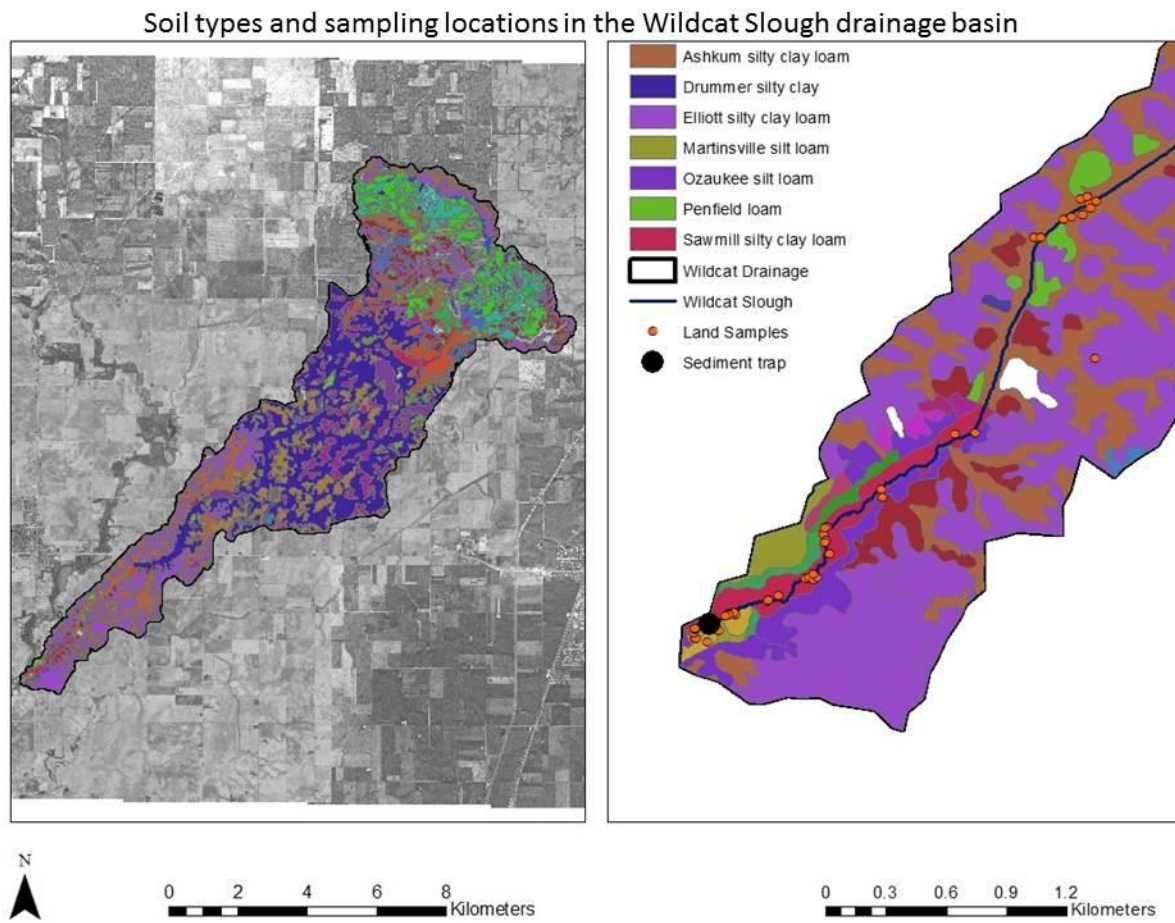 Soil types and sampling locations in the Wildcat Slough drainage basin
Ashkum silty clay loam
Drummer silty clay
Elliott silty clay loam
Martinsville silt loam
Ozaukee silt loam
Penfield loam
Sawmill silty clay loam
Wildcat Drainage
Wildcat Slough
Land Samples
Sediment trap
N
0 2 4 6 8
Kilometers
0 0.3 0.6 0.9 1.2
Kilometers